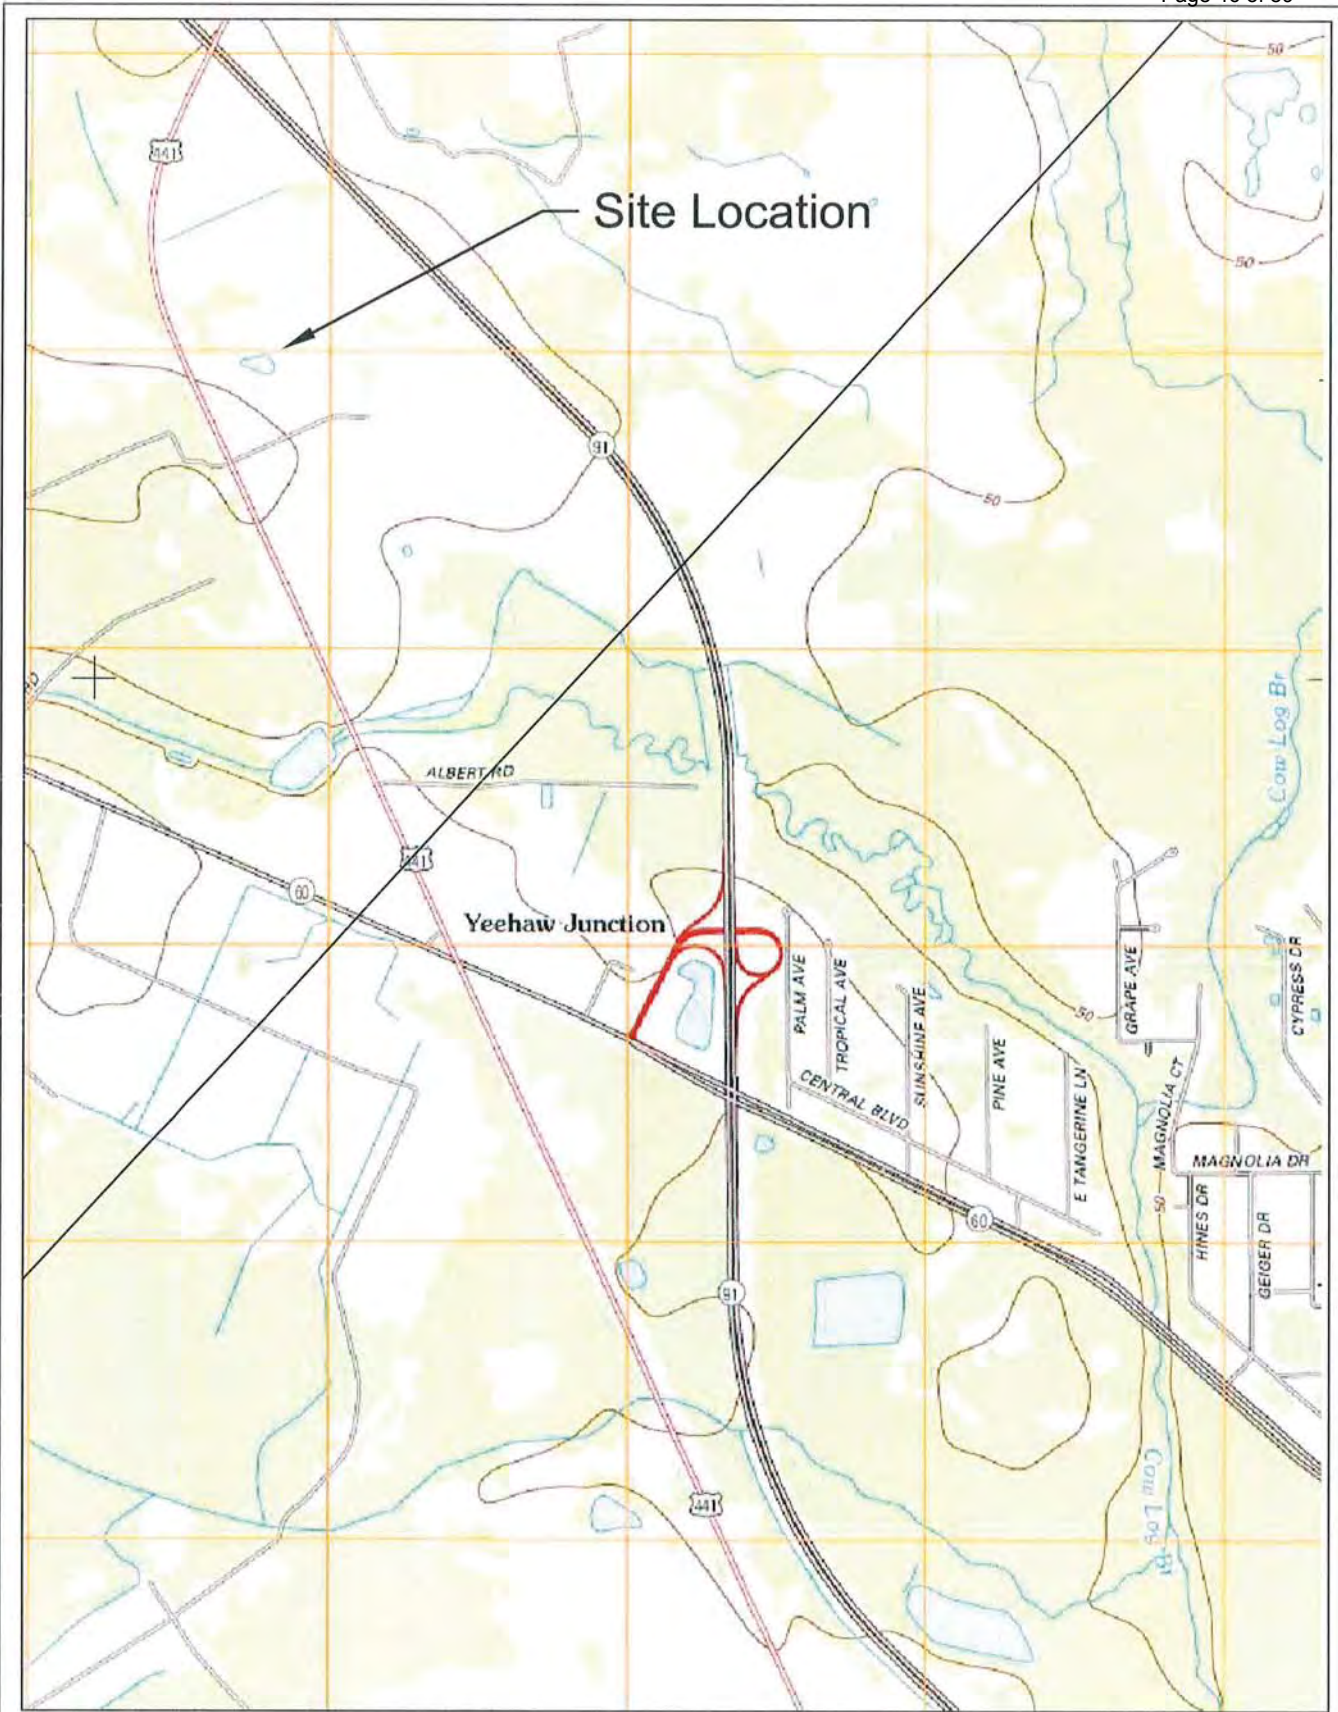 50
441
Site Location
50
91
50
Cow Log Br
ALBERT RD
441
60
Yeehaw Junction
PALM AVE
TROPICAL AVE
SUNSHINE AVE
PINE AVE
E TANGERINE LN
CENTRAL BLVD
50
GRAPE AVE
CYPRESS DR
MAGNOLIA CT
MAGNOLIA DR
50
HINES DR
GEIGER DR
60
91
441
Cow Log Br